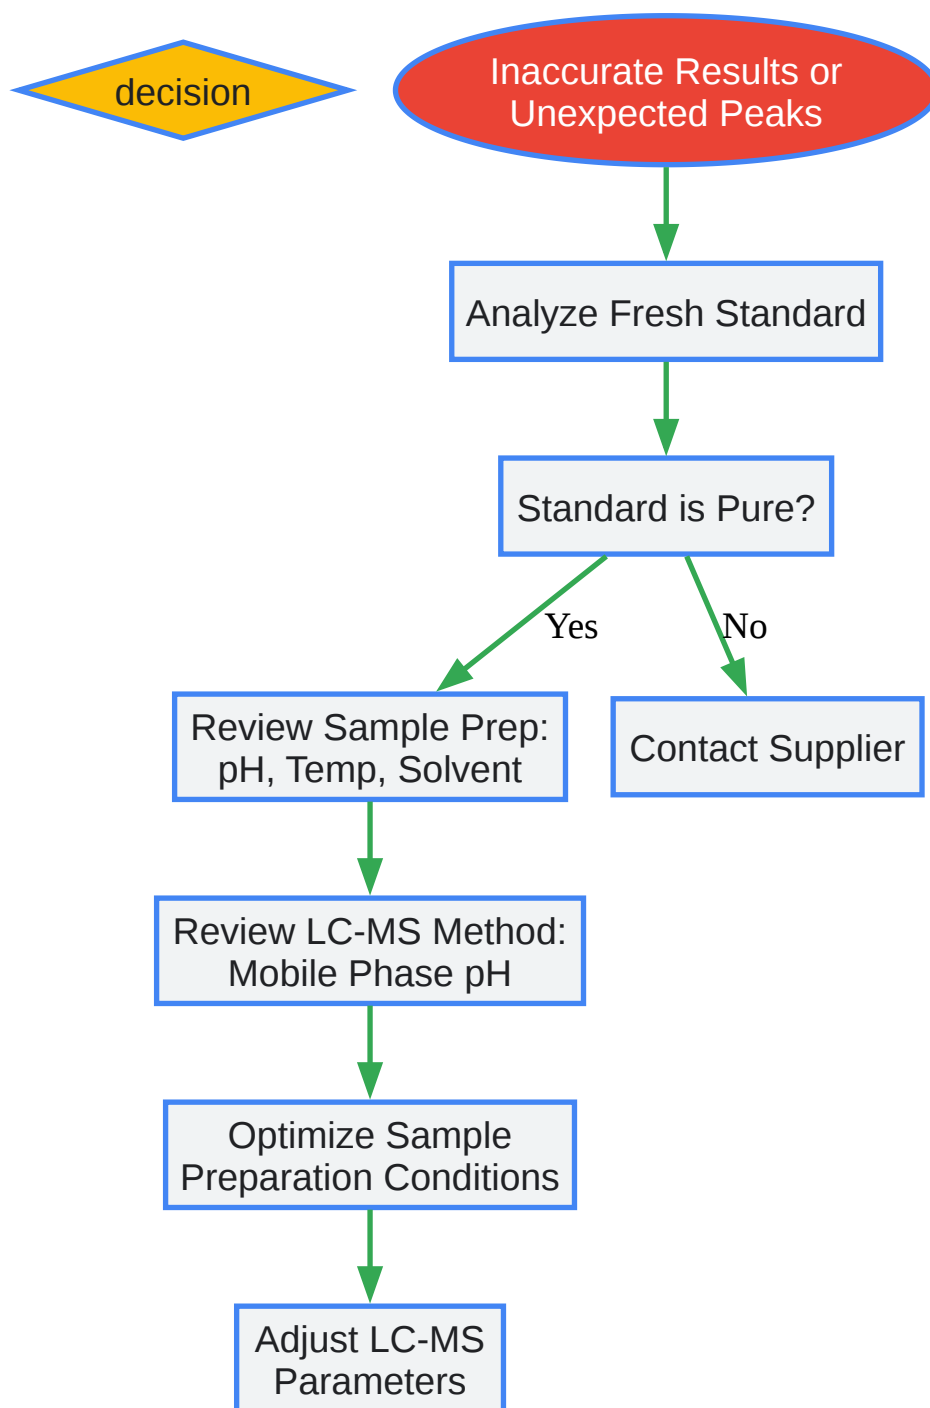 decision
Inaccurate Results or
Unexpected Peaks
Analyze Fresh Standard
Standard is Pure?
Yes
No
Review Sample Prep:
pH, Temp, Solvent
Contact Supplier
Review LC-MS Method:
Mobile Phase pH
Optimize Sample
Preparation Conditions
Adjust LC-MS
Parameters